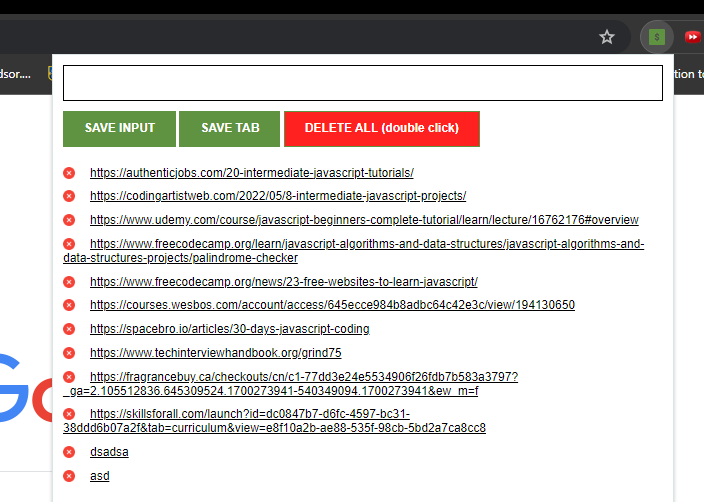 dsor....
tion to
SAVE INPUT
SAVE TAB
DELETE ALL (double click)
https://authenticjobs.com/20-intermediate-javascript-tutorials/
https://codingartistweb.com/2022/05/8-intermediate-javascript-projects/
https://www.udemy.com/course/javascript-beginners-complete-tutorial/learn/lecture/16762176#overview
https://www.freecodecamp.org/learn/javascript-algorithms-and-data-structures/javascript-algorithms-and-
data-structures-projects/palindrome-checker
https://www.freecodecamp.org/news/23-free-websites-to-learn-javascript/
https://courses.wesbos.com/account/access/645ecce984b8adbc64c42e3c/view/194130650
https://spacebro.io/articles/30-days-javascript-coding
https://www.techinterviewhandbook.org/grind75
https://fragrancebuy.ca/checkouts/cn/c1-77dd3e24e5534906f26fdb7b583a3797?
_ga=2.105512836.645309524.1700273941-540349094.1700273941&ew_m=f
https://skillsforall.com/launch?id=dc0847b7-d6fc-4597-bc31-
38ddd6b07a2f&tab=curriculum&view=e8f10a2b-ae88-535f-98cb-5bd2a7ca8cc8
dsadsa
asd